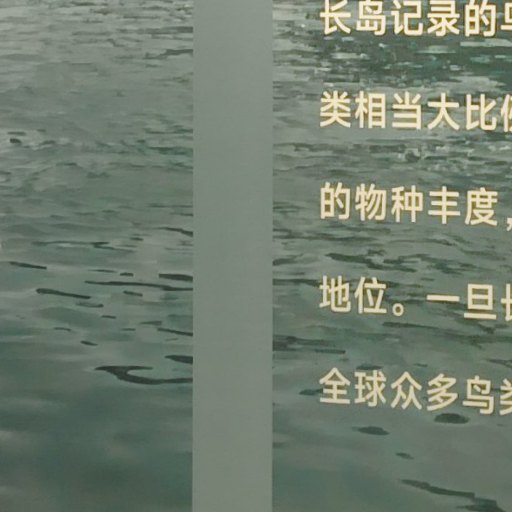 长岛记录的
类相当大比
的物种丰度，
地位。一旦
全球众多鸟